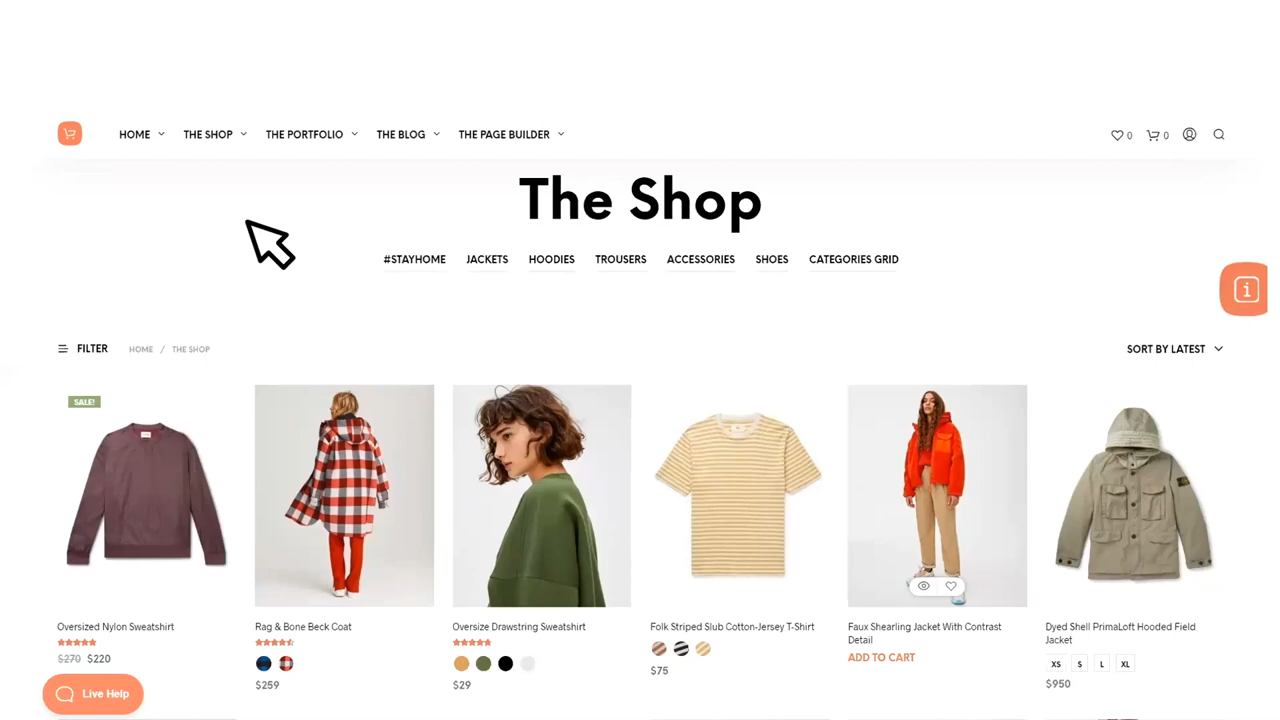 HOME THE SHOP THE PORTFOLIO THE BLOG THE PAGE BUILDER 0 0
The Shop
#STAYHOME JACKETS HOODIES TROUSERS ACCESSORIES SHOES CATEGORIES GRID
FILTER HOME / THE SHOP SORT BY LATEST
SALE!
Oversized Nylon Sweatshirt
$270 $220
Rag & Bone Beck Coat
$259
Oversize Drawstring Sweatshirt
$29
Folk Striped Slub Cotton-Jersey T-Shirt
$75
Faux Shearling Jacket With Contrast
Detail
ADD TO CART
Dyed Shell PrimaLoft Hooded Field
Jacket
XS S L XL
$950
Live Help